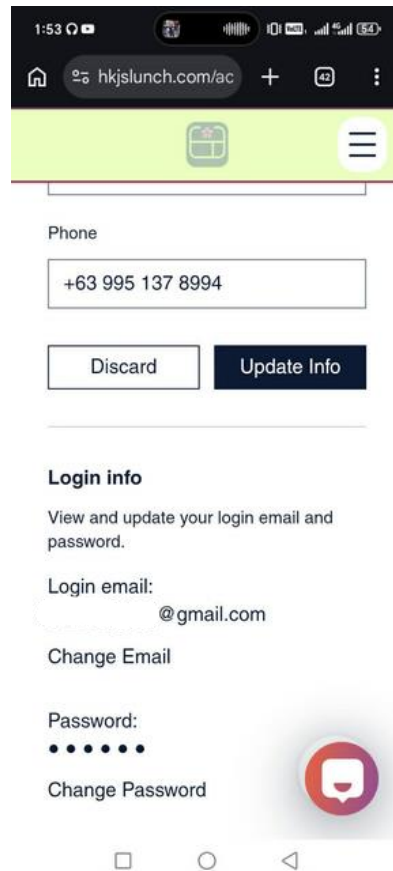 1:53
54
hkjslunch.com/ac
42
Phone
+63 995 137 8994
Discard
Update Info
Login info
View and update your login email and
password.
Login email:
@gmail.com
Change Email
Password:
Change Password